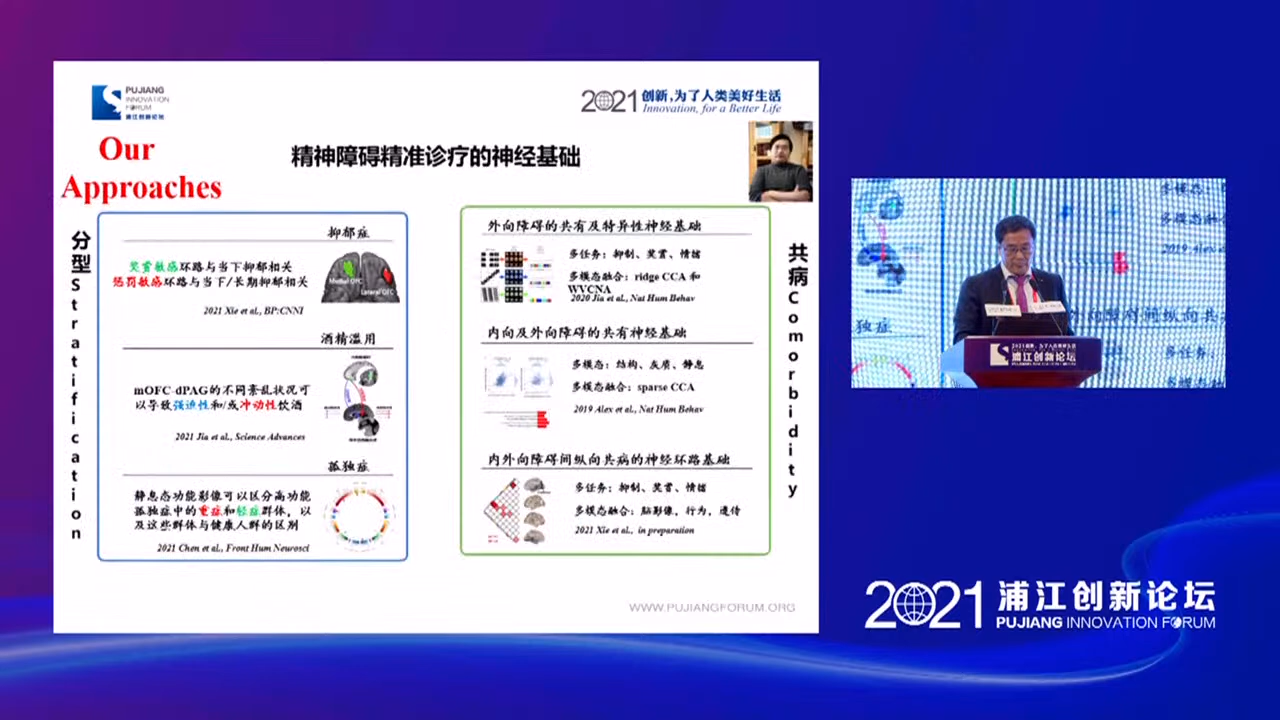 PUJIANG
INNOVATION
FORUM
浦江创新论坛
2021 创新,为了人类美好生活
Innovation, for a Better Life
Our
Approaches
精神障碍精准诊疗的神经基础
分型 Stratification
抑郁症
奖赏敏感环路与当下抑郁相关
惩罚敏感环路与当下/长期抑郁相关
Medial OFC
Lateral OFC
2021 Xie et al., BP:CNNI
酒精滥用
mOFC-dPAG的不同紊乱状况可
以导致强迫性和/或冲动性饮酒
2021 Jia et al., Science Advances
孤独症
静息态功能影像可以区分高功能
孤独症中的重症和轻症群体，以
及这些群体与健康人群的区别
2021 Chen et al., Front Hum Neurosci
外向障碍的共有及特异性神经基础
多任务：抑制、奖赏、情绪
多模态融合：ridge CCA 和
WVCNA
2020 Jia et al., Nat Hum Behav
内向及外向障碍的共有神经基础
多模态：结构、灰质、静息
多模态融合：sparse CCA
2019 Alex et al., Nat Hum Behav
内外向障碍间纵向共病的神经环路基础
多任务：抑制、奖赏、情绪
多模态融合：脑影像，行为，遗传
2021 Xie et al., in preparation
共病 Comorbidity
WWW.PUJIANGFORUM.ORG
浦江创新论坛
2021 浦江创新论坛
PUJIANG INNOVATION FORUM